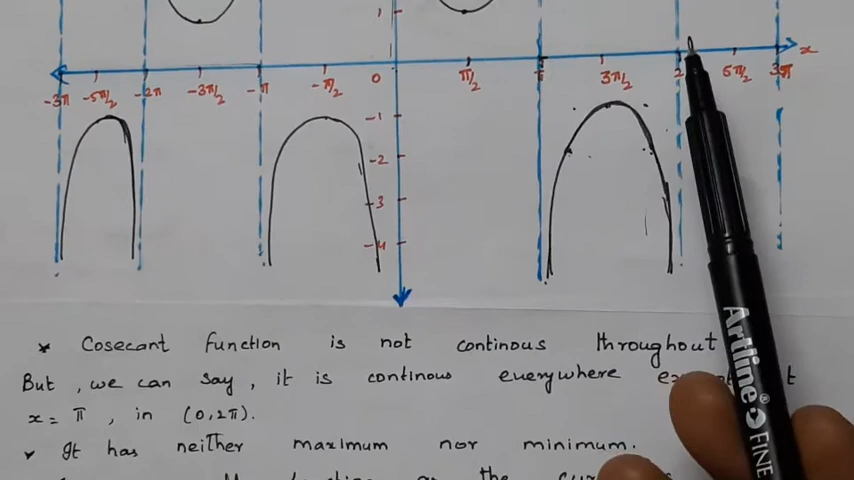 1
x
-3π -5π/2 -2π -3π/2 -π -π/2 0 π/2 π 3π/2 2 5π/2 3π
-1
-2
-3
-4
* Cosecant function is not continous throughout
But , we can say , it is continous everywhere
x = π , in (0,2π).
It has neither maximum nor minimum.
the
Artline
FINE